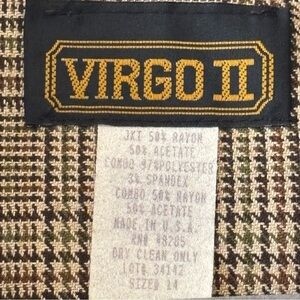 VIRGO II
JKT 50% RAYON
50% ACETATE
COMBO 97%POLYESTER
3% SPANDEX
COMBO 50% RAYON
50% ACETATE
MADE IN U.S.A.
RN# 48285
DRY CLEAN ONLY
LOT# 34142
SIZE# 14